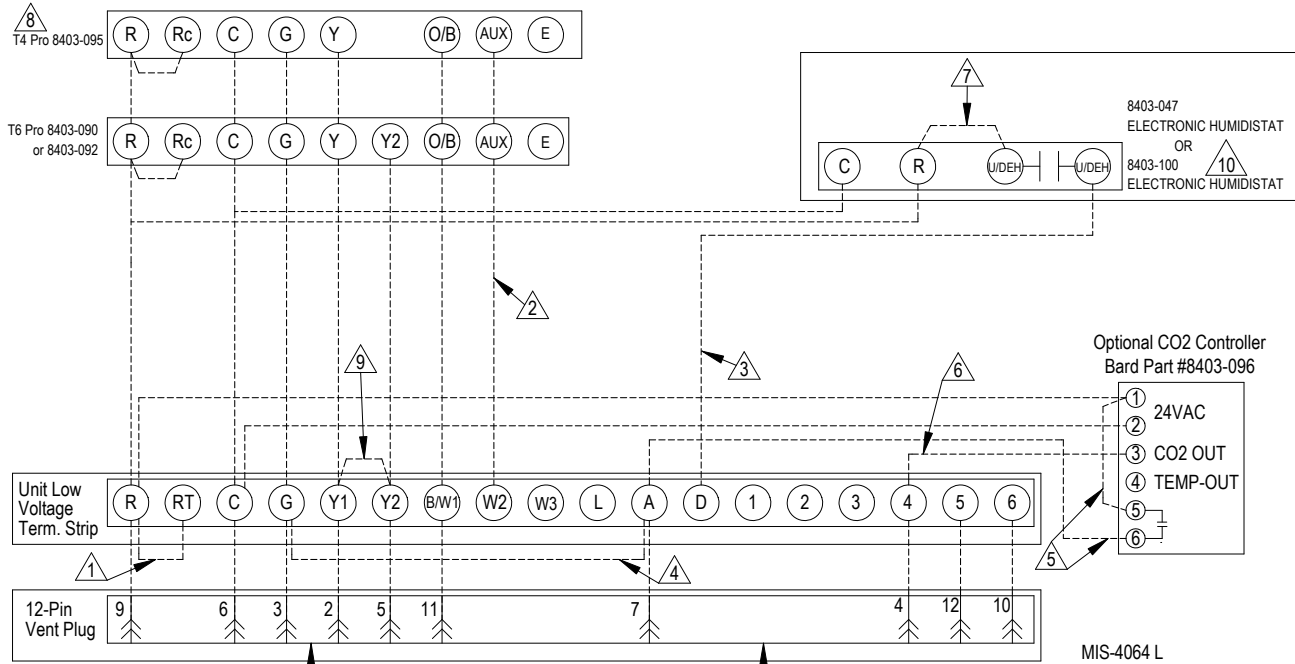 8
T4 Pro 8403-095
R Rc C G Y O/B AUX E
T6 Pro 8403-090
or 8403-092
R Rc C G Y Y2 O/B AUX E
7
8403-047
ELECTRONIC HUMIDISTAT
OR
8403-100
ELECTRONIC HUMIDISTAT
10
C R U/DEH U/DEH
2
9
3
6
Optional CO2 Controller
Bard Part #8403-096
1
24VAC
2
3 CO2 OUT
4 TEMP-OUT
5
6
5
Unit Low
Voltage
Term. Strip
R RT C G Y1 Y2 B/W1 W2 W3 L A D 1 2 3 4 5 6
1
4
12-Pin
Vent Plug
9 6 3 2 5 11 7 4 12 10
MIS-4064 L